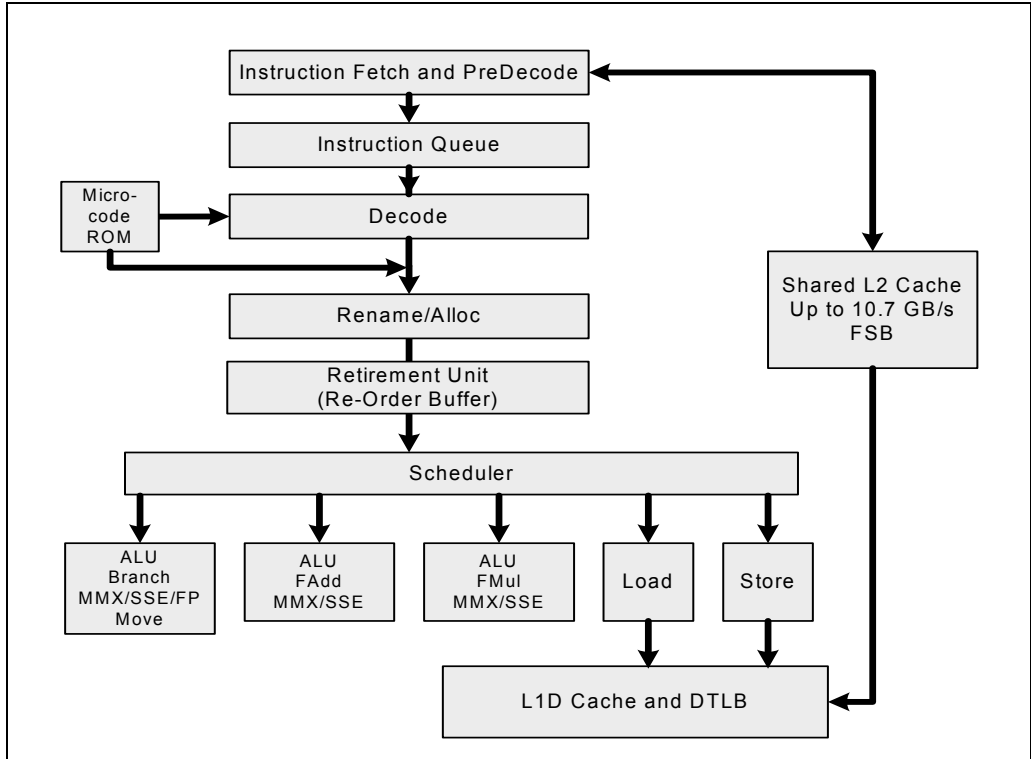 Instruction Fetch and PreDecode
Instruction Queue
Micro-
code
ROM
Decode
Shared L2 Cache
Up to 10.7 GB/s
FSB
Rename/Alloc
Retirement Unit
(Re-Order Buffer)
Scheduler
ALU
Branch
MMX/SSE/FP
Move
ALU
FAdd
MMX/SSE
ALU
FMul
MMX/SSE
Load
Store
L1D Cache and DTLB